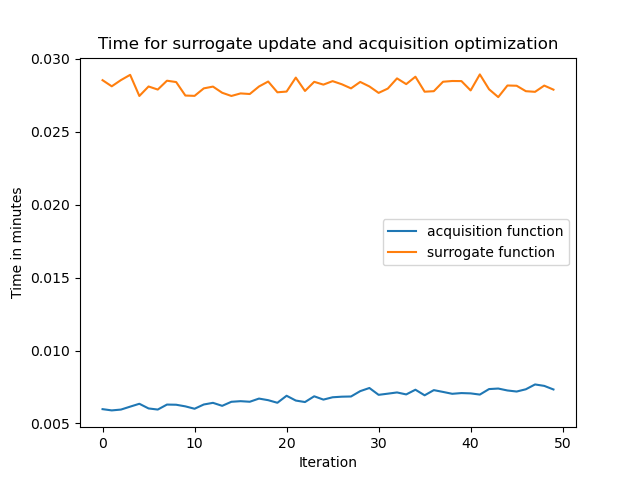 Time for surrogate update and acquisition optimization
0.030
0.025
0.020
0.015
0.010
0.005
Time in minutes
acquisition function
surrogate function
0 10 20 30 40 50
Iteration